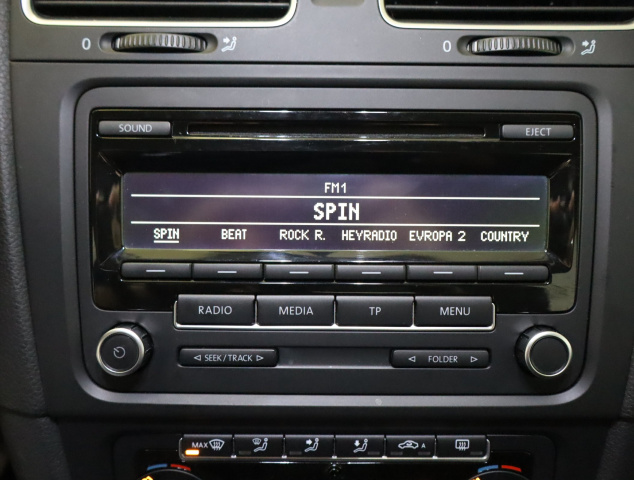 0 0
SOUND EJECT
FM1
SPIN
SPIN BEAT ROCK R. HEYRADIO EVROPA 2 COUNTRY
RADIO MEDIA TP MENU
SEEK/TRACK FOLDER
MAX A